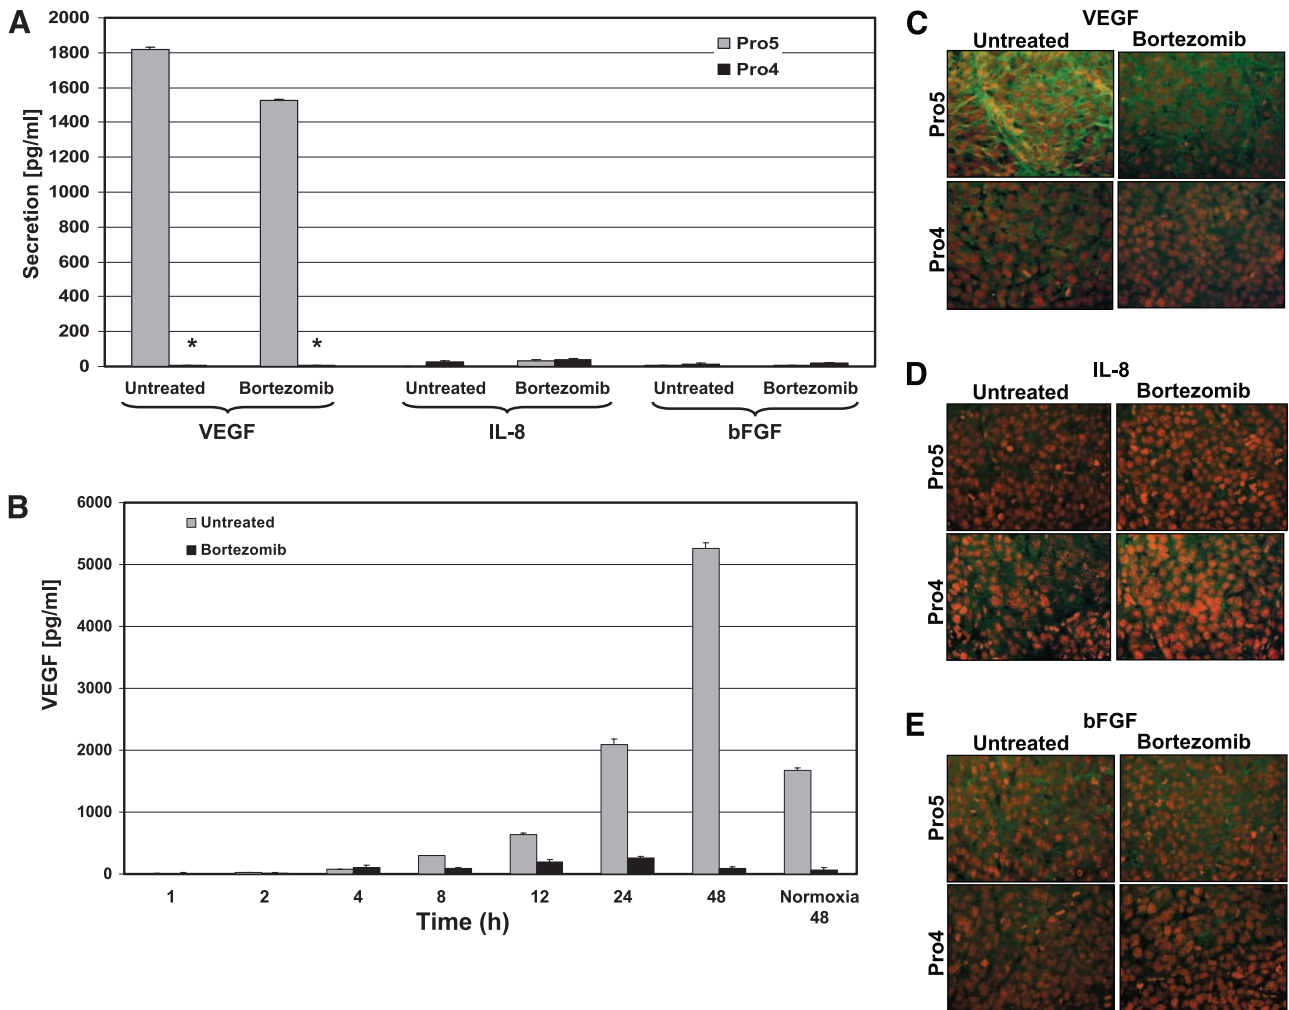 A
2000
1800
1600
1400
1200
1000
800
600
400
200
0
Secretion [pg/ml]
Pro5
Pro4
* *
Untreated Bortezomib Untreated Bortezomib Untreated Bortezomib
VEGF IL-8 bFGF
B
6000
5000
4000
3000
2000
1000
0
VEGF [pg/ml]
Untreated
Bortezomib
1 2 4 8 12 24 48 Normoxia
48
Time (h)
C
VEGF
Untreated Bortezomib
Pro5
Pro4
D
IL-8
Untreated Bortezomib
Pro5
Pro4
E
bFGF
Untreated Bortezomib
Pro5
Pro4